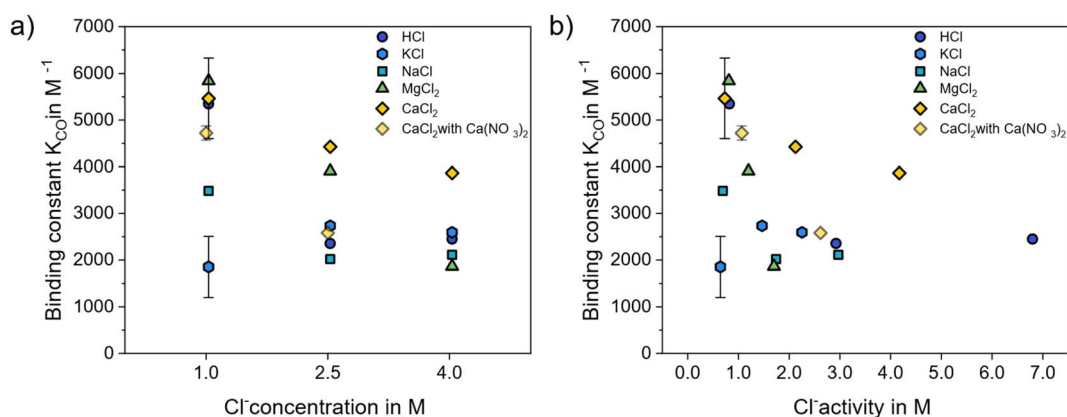 a)
Binding constant K_CO in M⁻¹
7000
6000
5000
4000
3000
2000
1000
0
HCl
KCl
NaCl
MgCl₂
CaCl₂
CaCl₂ with Ca(NO₃)₂
1.0 2.5 4.0
Cl⁻ concentration in M
b)
Binding constant K_CO in M⁻¹
7000
6000
5000
4000
3000
2000
1000
0
HCl
KCl
NaCl
MgCl₂
CaCl₂
CaCl₂ with Ca(NO₃)₂
0.0 1.0 2.0 3.0 4.0 5.0 6.0 7.0
Cl⁻ activity in M